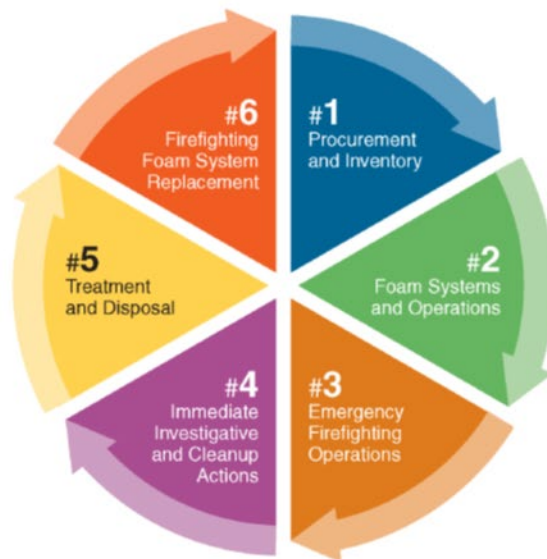 #1
Procurement
and Inventory
#2
Foam Systems
and Operations
#3
Emergency
Firefighting
Operations
#4
Immediate
Investigative
and Cleanup
Actions
#5
Treatment
and Disposal
#6
Firefighting
Foam System
Replacement